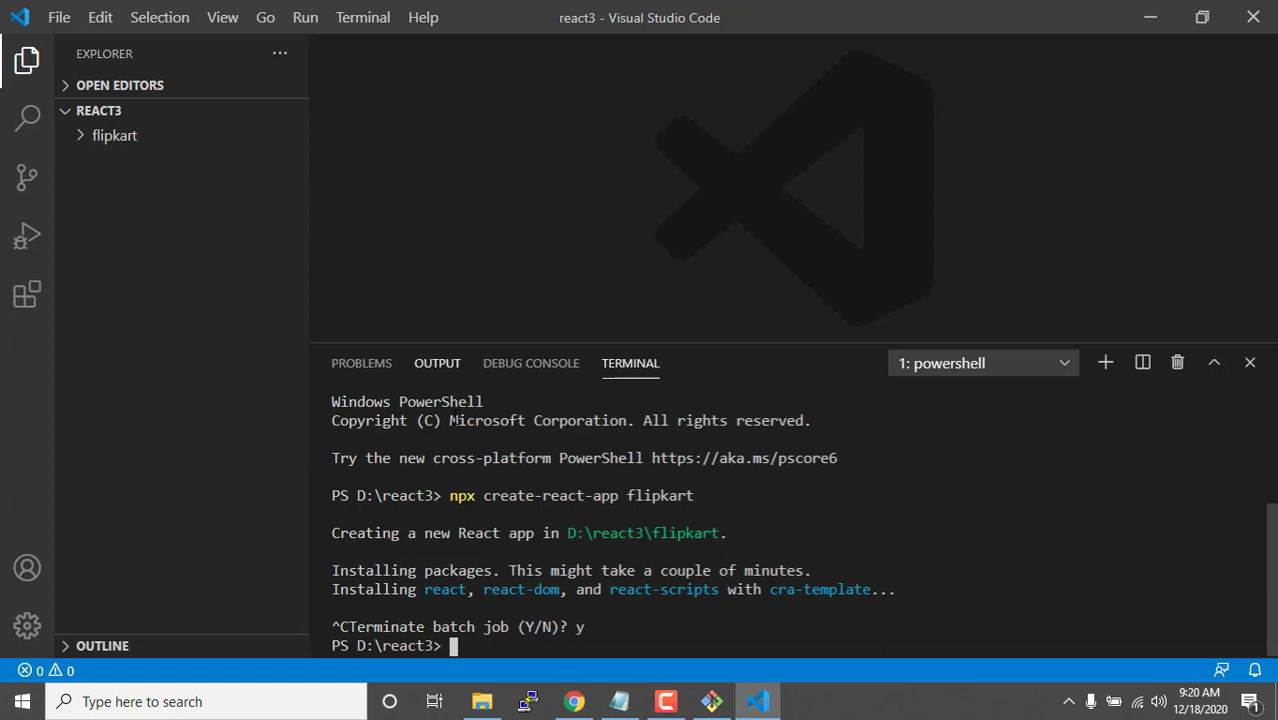 File Edit Selection View Go Run Terminal Help
react3 - Visual Studio Code
EXPLORER
OPEN EDITORS
REACT3
flipkart
OUTLINE
PROBLEMS OUTPUT DEBUG CONSOLE TERMINAL
1: powershell
Windows PowerShell
Copyright (C) Microsoft Corporation. All rights reserved.
Try the new cross-platform PowerShell https://aka.ms/pscore6
PS D:\react3> npx create-react-app flipkart
Creating a new React app in D:\react3\flipkart.
Installing packages. This might take a couple of minutes.
Installing react, react-dom, and react-scripts with cra-template...
^CTerminate batch job (Y/N)? y
PS D:\react3>
0 0
Type here to search
9:20 AM
12/18/2020
1